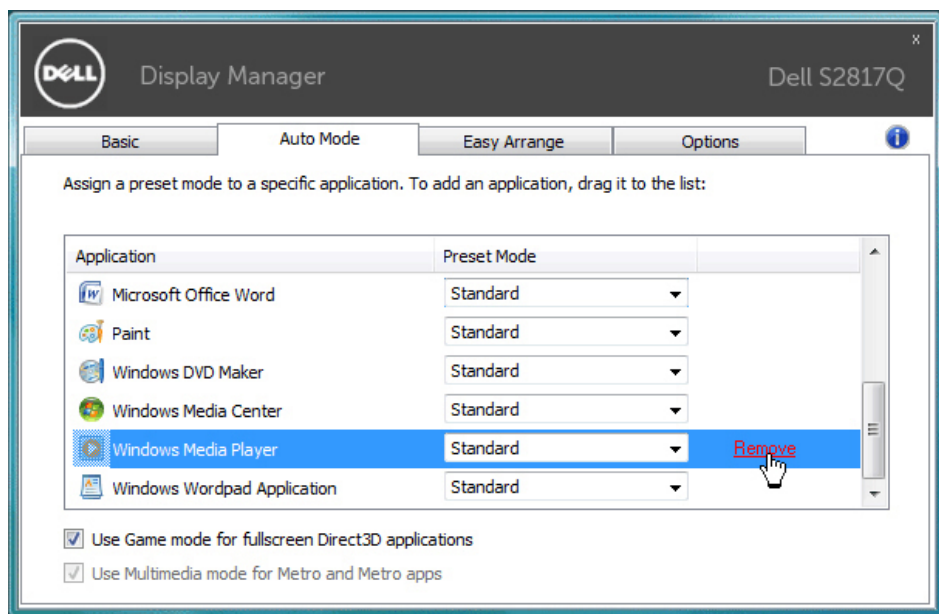 x
DELL
Display Manager
Dell S2817Q
Basic
Auto Mode
Easy Arrange
Options
i
Assign a preset mode to a specific application. To add an application, drag it to the list:
Application Preset Mode
Microsoft Office Word Standard
Paint Standard
Windows DVD Maker Standard
Windows Media Center Standard
Windows Media Player Standard Remove
Windows Wordpad Application Standard
Use Game mode for fullscreen Direct3D applications
Use Multimedia mode for Metro and Metro apps